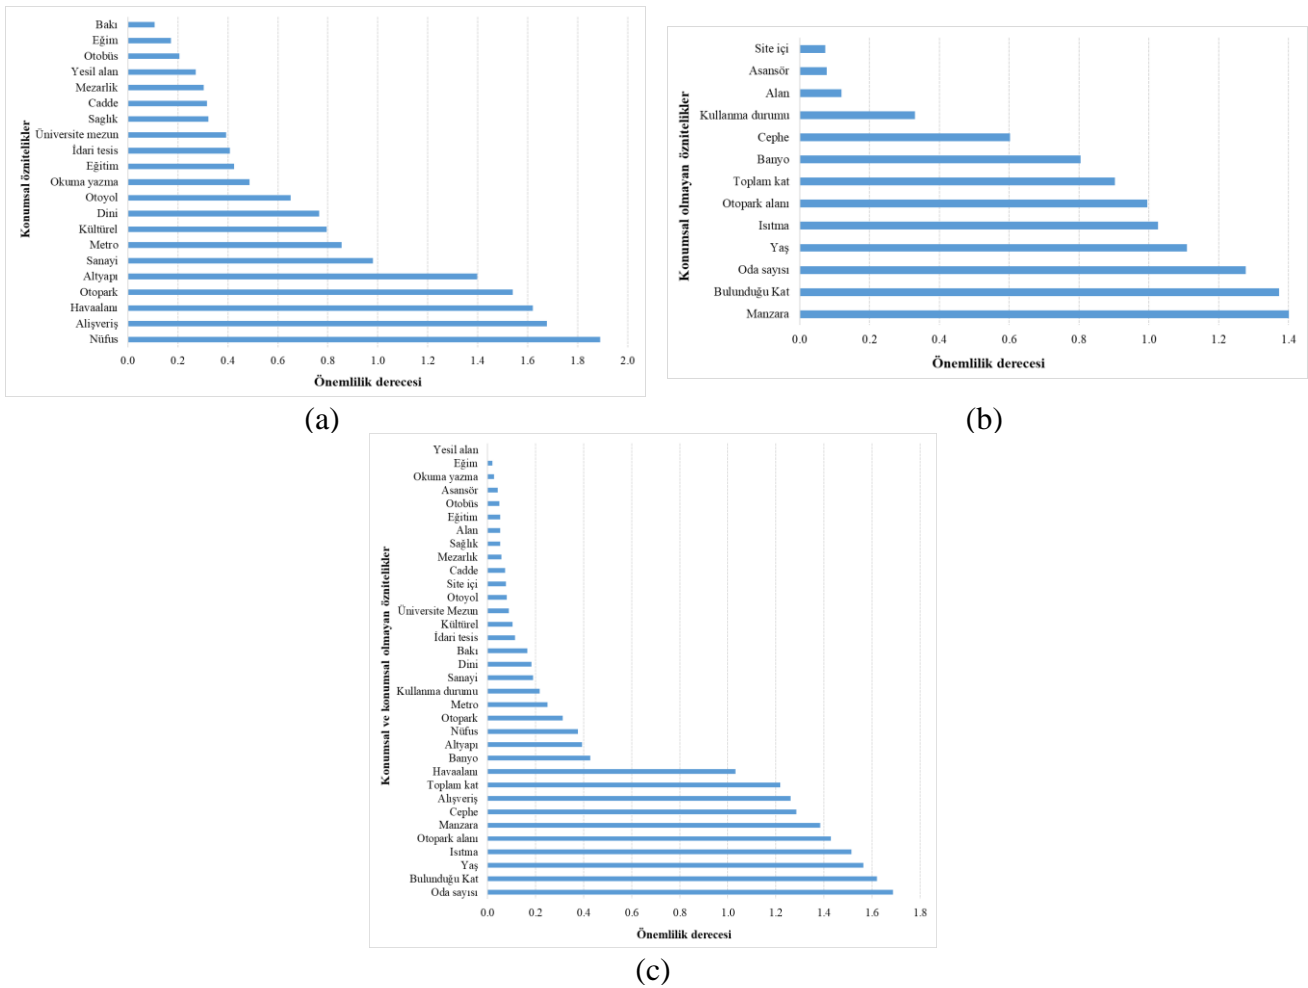 Konumsal öznitelikler
Bakı
Eğim
Otobüs
Yesil alan
Mezarlik
Cadde
Saglık
Üniversite mezun
İdari tesis
Eğitim
Okuma yazma
Otoyol
Dini
Kültürel
Metro
Sanayi
Altyapı
Otopark
Havaalanı
Alişveriş
Nüfus
0.0 0.2 0.4 0.6 0.8 1.0 1.2 1.4 1.6 1.8 2.0
Önemlilik derecesi
(a)
Konumsal olmayan öznitelikler
Site içi
Asansör
Alan
Kullanma durumu
Cephe
Banyo
Toplam kat
Otopark alanı
Isıtma
Yaş
Oda sayısı
Bulunduğu Kat
Manzara
0.0 0.2 0.4 0.6 0.8 1.0 1.2 1.4
Önemlilik derecesi
(b)
Konumsal ve konumsal olmayan öznitelikler
Yesil alan
Eğim
Okuma yazma
Asansör
Otobüs
Eğitim
Alan
Sağlık
Mezarlık
Cadde
Site içi
Otoyol
Üniversite Mezun
Kültürel
İdari tesis
Bakı
Dini
Sanayi
Kullanma durumu
Metro
Otopark
Nüfus
Altyapı
Banyo
Havaalanı
Toplam kat
Alışveriş
Cephe
Manzara
Otopark alanı
Isıtma
Yaş
Bulunduğu Kat
Oda sayısı
0.0 0.2 0.4 0.6 0.8 1.0 1.2 1.4 1.6 1.8
Önemlilik derecesi
(c)